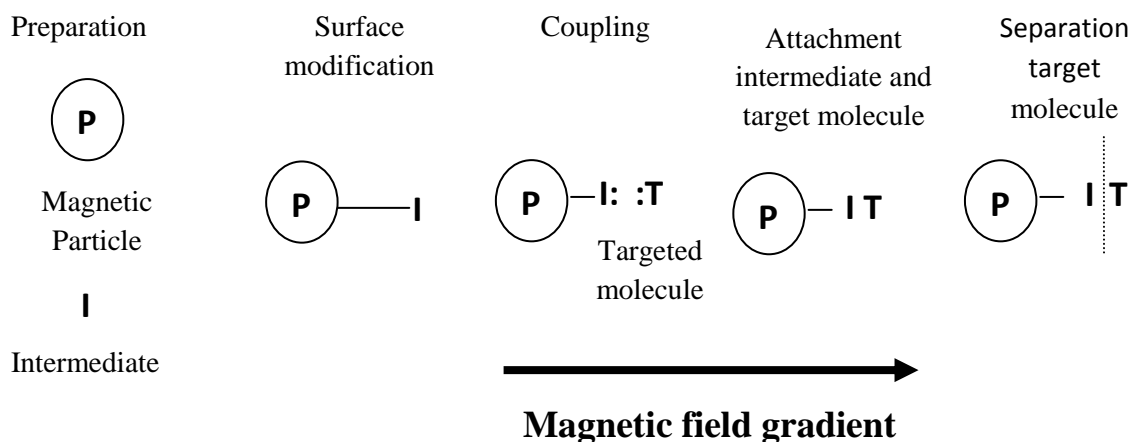 Preparation
P
Magnetic
Particle
I
Intermediate
Surface
modification
P
I
Coupling
P
I: :T
Targeted
molecule
Attachment
intermediate and
target molecule
P
I T
Separation
target
molecule
P
I T
Magnetic field gradient